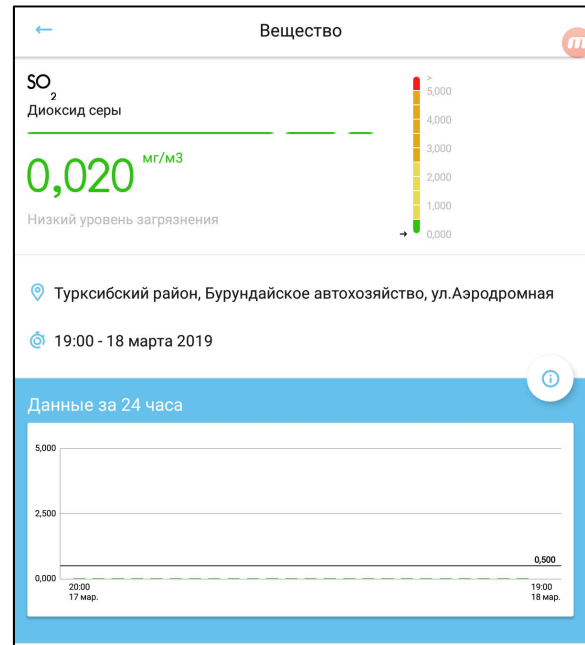 ←
Вещество
m
SO
2
Диоксид серы
0,020 мг/м3
Низкий уровень загрязнения
>
5,000
4,000
3,000
2,000
1,000
→ 0,000
Турксибский район, Бурундайское автохозяйство, ул.Аэродромная
19:00 - 18 марта 2019
i
Данные за 24 часа
5,000
2,500
0,500
0,000
20:00
17 мар.
19:00
18 мар.